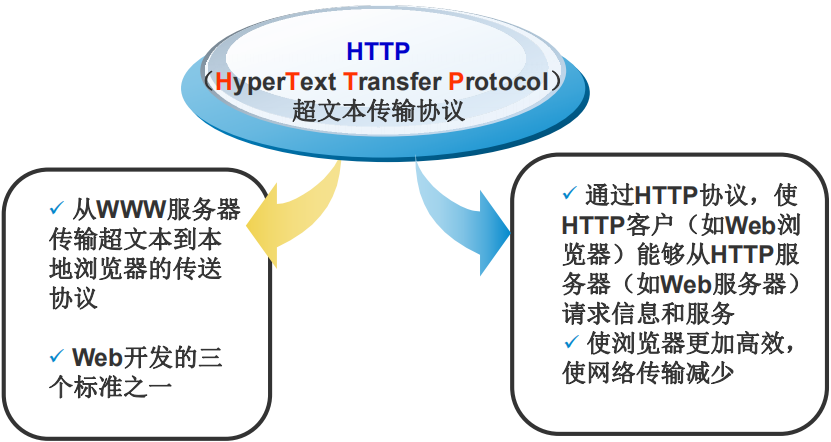 HTTP
（HyperText Transfer Protocol）
超文本传输协议
✓ 从WWW服务器
传输超文本到本
地浏览器的传送
协议
✓ Web开发的三
个标准之一
✓ 通过HTTP协议，使
HTTP客户（如Web浏
览器）能够从HTTP服
务器（如Web服务器）
请求信息和服务
✓ 使浏览器更加高效，
使网络传输减少